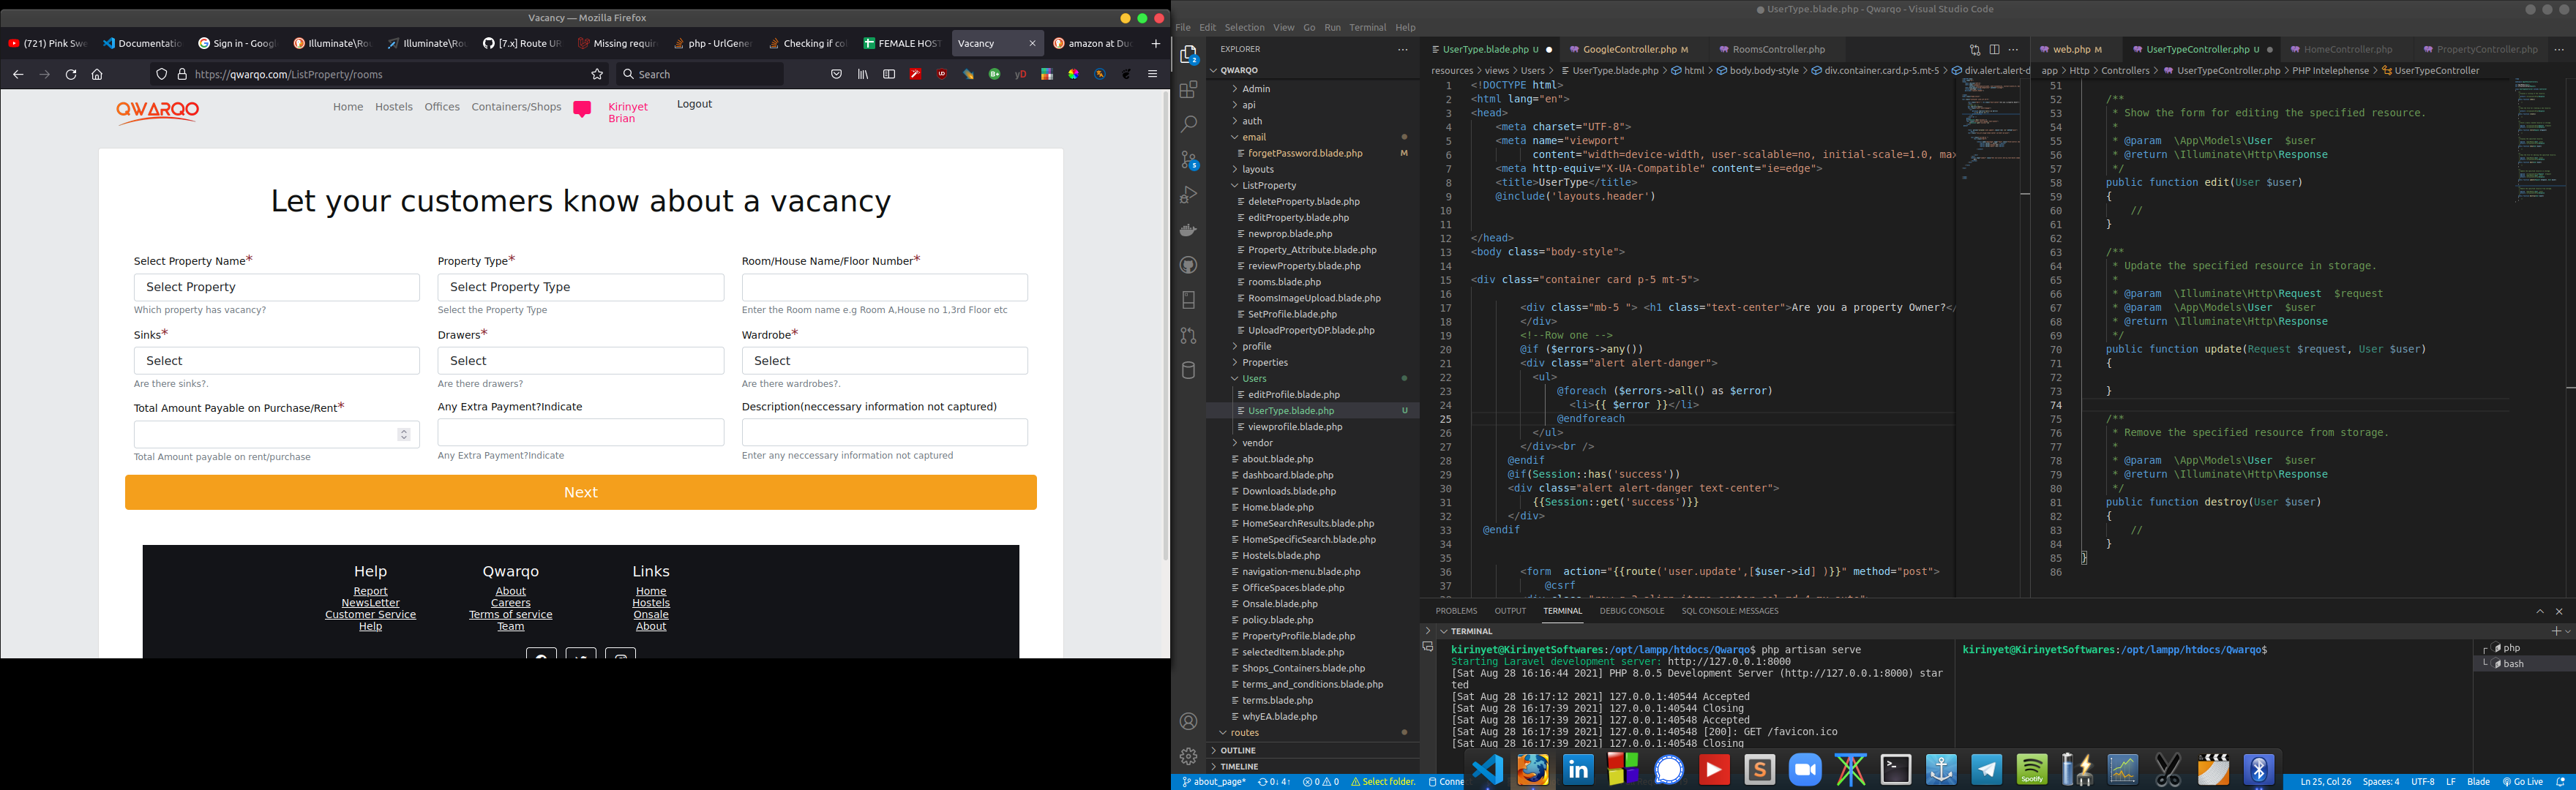 Vacancy — Mozilla Firefox
(721) Pink Swe
Documentatio
Sign in - Googl
Illuminate\Rou
Illuminate\Rou
[7.x] Route UR
Missing requir
php - UrlGener
Checking if col
FEMALE HOST
Vacancy
amazon at Duc
https://qwarqo.com/ListProperty/rooms
Search
QWARQO
Home Hostels Offices Containers/Shops Kirinyet Brian Logout
Let your customers know about a vacancy
Select Property Name* Property Type* Room/House Name/Floor Number*
Select Property Select Property Type
Which property has vacancy? Select the Property Type Enter the Room name e.g Room A,House no 1,3rd Floor etc
Sinks* Drawers* Wardrobe*
Select Select Select
Are there sinks?. Are there drawers? Are there wardrobes?.
Total Amount Payable on Purchase/Rent* Any Extra Payment?Indicate Description(neccessary information not captured)
Total Amount payable on rent/purchase Any Extra Payment?Indicate Enter any neccessary information not captured
Next
Help Qwarqo Links
Report About Home
NewsLetter Careers Hostels
Customer Service Terms of service Onsale
Help Team About
● UserType.blade.php - Qwarqo - Visual Studio Code
File Edit Selection View Go Run Terminal Help
EXPLORER
QWARQO
Admin
api
auth
email
forgetPassword.blade.php M
layouts
ListProperty
deleteProperty.blade.php
editProperty.blade.php
newprop.blade.php
Property_Attribute.blade.php
reviewProperty.blade.php
rooms.blade.php
RoomsImageUpload.blade.php
SetProfile.blade.php
UploadPropertyDP.blade.php
profile
Properties
Users
editProfile.blade.php
UserType.blade.php U
viewprofile.blade.php
vendor
about.blade.php
dashboard.blade.php
Downloads.blade.php
Home.blade.php
HomeSearchResults.blade.php
HomeSpecificSearch.blade.php
Hostels.blade.php
navigation-menu.blade.php
OfficeSpaces.blade.php
Onsale.blade.php
policy.blade.php
PropertyProfile.blade.php
selectedItem.blade.php
Shops_Containers.blade.php
terms_and_conditions.blade.php
terms.blade.php
whyEA.blade.php
routes
OUTLINE
TIMELINE
UserType.blade.php U ● GoogleController.php M RoomsController.php
resources > views > Users > UserType.blade.php > html > body.body-style > div.container.card.p-5.mt-5 > div.alert.alert-d
1 <!DOCTYPE html>
2 <html lang="en">
3 <head>
4 <meta charset="UTF-8">
5 <meta name="viewport"
6 content="width=device-width, user-scalable=no, initial-scale=1.0, max
7 <meta http-equiv="X-UA-Compatible" content="ie=edge">
8 <title>UserType</title>
9 @include('layouts.header')
10
11
12 </head>
13 <body class="body-style">
14
15 <div class="container card p-5 mt-5">
16
17 <div class="mb-5 "> <h1 class="text-center">Are you a property Owner?</
18 </div>
19 <!--Row one -->
20 @if ($errors->any())
21 <div class="alert alert-danger">
22 <ul>
23 @foreach ($errors->all() as $error)
24 <li>{{ $error }}</li>
25 @endforeach
26 </ul>
27 </div><br />
28 @endif
29 @if(Session::has('success'))
30 <div class="alert alert-danger text-center">
31 {{Session::get('success')}}
32 </div>
33 @endif
34
35
36 <form action="{{route('user.update',[$user->id] )}}" method="post">
37 @csrf
web.php M UserTypeController.php U ● HomeController.php PropertyController.php
app > Http > Controllers > UserTypeController.php > PHP Intelephense > UserTypeController
51
52 /**
53 * Show the form for editing the specified resource.
54 *
55 * @param \App\Models\User $user
56 * @return \Illuminate\Http\Response
57 */
58 public function edit(User $user)
59 {
60 //
61 }
62
63 /**
64 * Update the specified resource in storage.
65 *
66 * @param \Illuminate\Http\Request $request
67 * @param \App\Models\User $user
68 * @return \Illuminate\Http\Response
69 */
70 public function update(Request $request, User $user)
71 {
72
73 }
74
75 /**
76 * Remove the specified resource from storage.
77 *
78 * @param \App\Models\User $user
79 * @return \Illuminate\Http\Response
80 */
81 public function destroy(User $user)
82 {
83 //
84 }
85 }
86
PROBLEMS OUTPUT TERMINAL DEBUG CONSOLE SQL CONSOLE: MESSAGES
TERMINAL
kirinyet@KirinyetSoftwares:/opt/lampp/htdocs/Qwarqo$ php artisan serve
Starting Laravel development server: http://127.0.0.1:8000
[Sat Aug 28 16:16:44 2021] PHP 8.0.5 Development Server (http://127.0.0.1:8000) star
ted
[Sat Aug 28 16:17:12 2021] 127.0.0.1:40544 Accepted
[Sat Aug 28 16:17:39 2021] 127.0.0.1:40544 Closing
[Sat Aug 28 16:17:39 2021] 127.0.0.1:40548 Accepted
[Sat Aug 28 16:17:39 2021] 127.0.0.1:40548 [200]: GET /favicon.ico
[Sat Aug 28 16:17:39 2021] 127.0.0.1:40548 Closing
kirinyet@KirinyetSoftwares:/opt/lampp/htdocs/Qwarqo$
php
bash
about_page* 0↓ 4↑ 0 0 Select folder. Conne
Spotify
Ln 25, Col 26 Spaces: 4 UTF-8 LF Blade Go Live